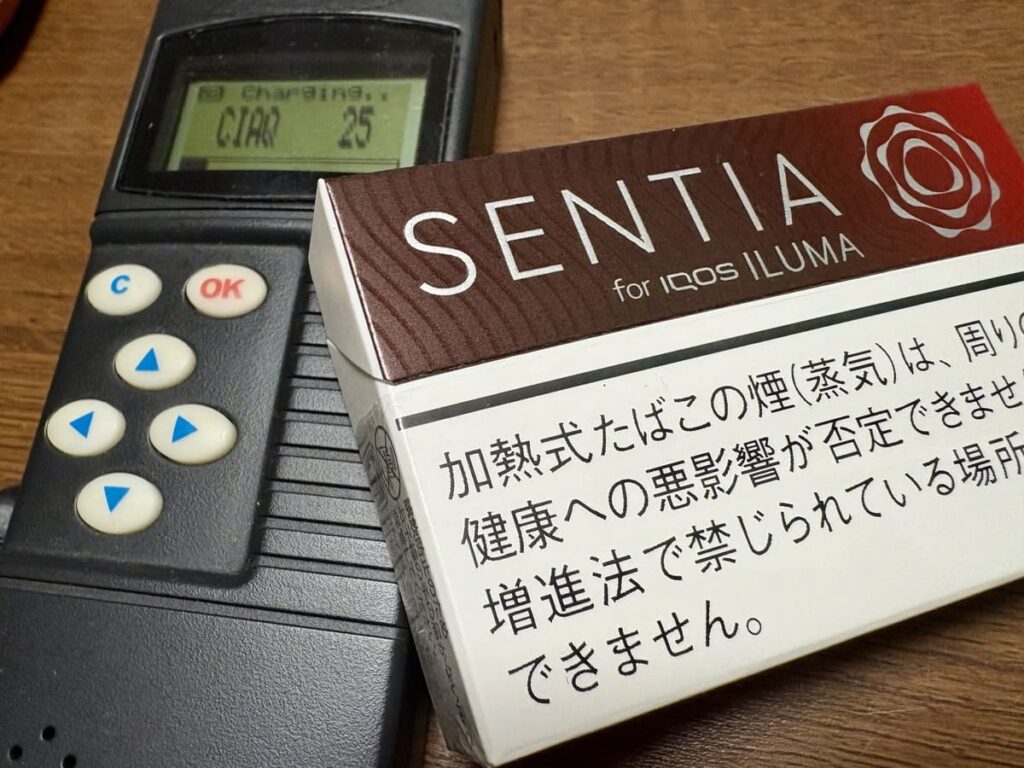 Charging..
CIAQ 25
C
OK
SENTIA
for IQOS ILUMA
加熱式たばこの煙(蒸気)は、周り
健康への悪影響が否定できませ
増進法で禁じられている場所
できません。